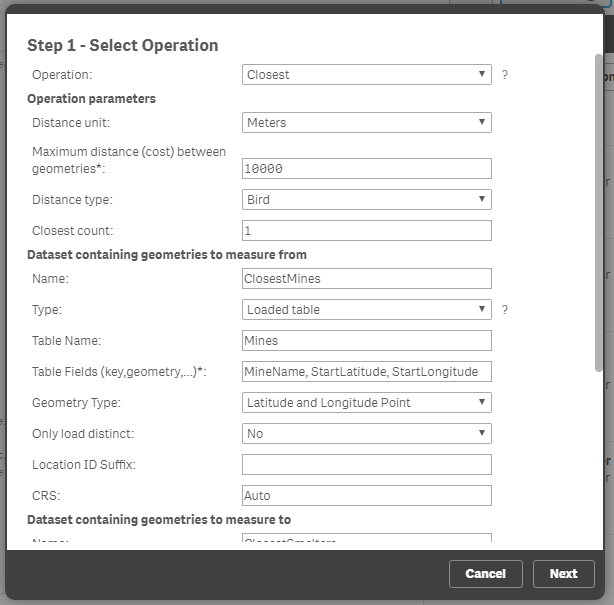 Step 1 - Select Operation
Operation: Closest ?
Operation parameters
Distance unit: Meters
Maximum distance (cost) between
geometries*: 10000
Distance type: Bird
Closest count: 1
Dataset containing geometries to measure from
Name: ClosestMines
Type: Loaded table ?
Table Name: Mines
Table Fields (key,geometry,...)*: MineName, StartLatitude, StartLongitude
Geometry Type: Latitude and Longitude Point
Only load distinct: No
Location ID Suffix:
CRS: Auto
Dataset containing geometries to measure to
Name: ClosestSmelters
Cancel Next